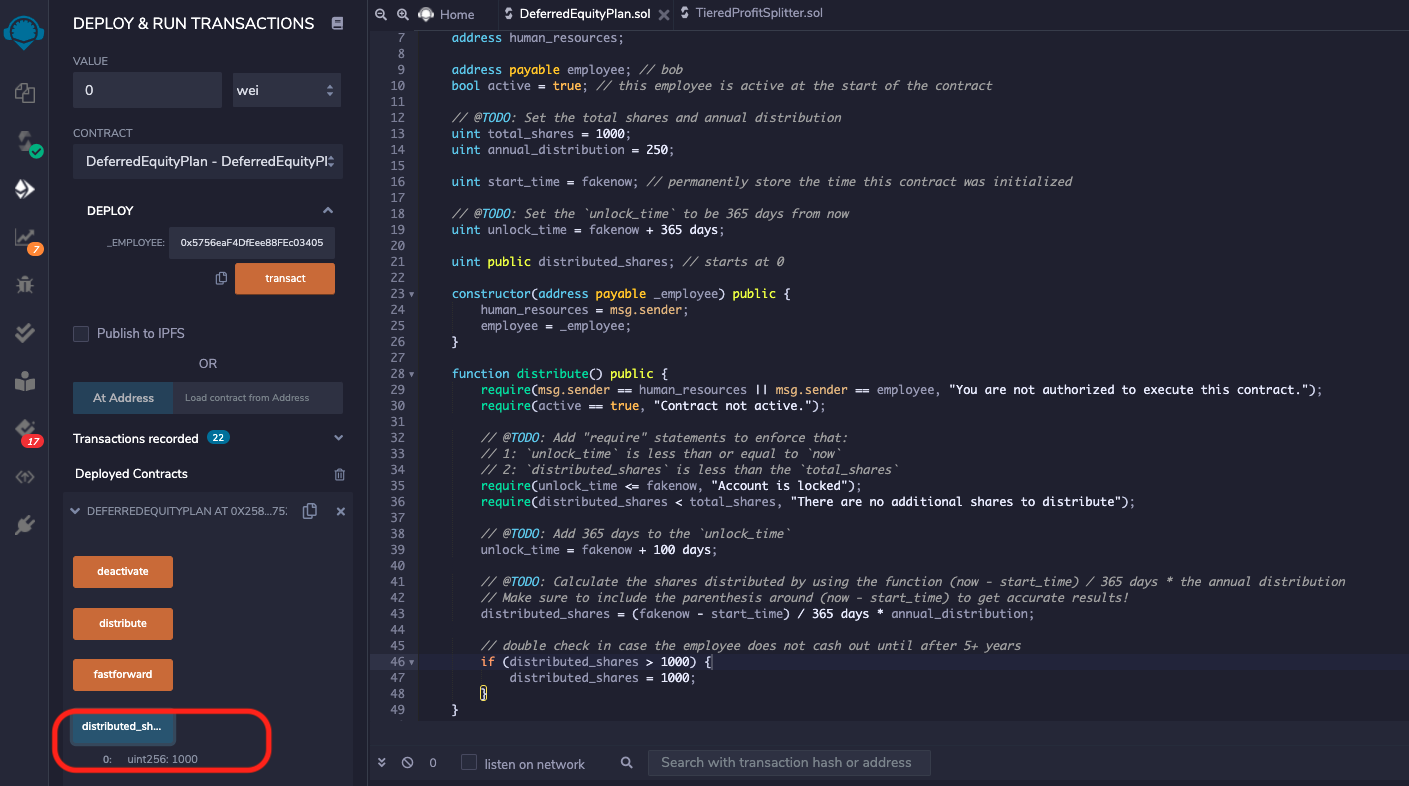 DEPLOY & RUN TRANSACTIONS
VALUE
0
wei
CONTRACT
DeferredEquityPlan - DeferredEquityPl
DEPLOY
_EMPLOYEE:
0x5756eaF4DfEee88FEc03405
transact
Publish to IPFS
OR
At Address
Load contract from Address
Transactions recorded 22
Deployed Contracts
DEFERREDEQUITYPLAN AT 0X258...753
deactivate
distribute
fastforward
distributed_sh...
0: uint256: 1000
7
17
Home
DeferredEquityPlan.sol
TieredProfitSplitter.sol
7 address human_resources;
8
9 address payable employee; // bob
10 bool active = true; // this employee is active at the start of the contract
11
12 // @TODO: Set the total shares and annual distribution
13 uint total_shares = 1000;
14 uint annual_distribution = 250;
15
16 uint start_time = fakenow; // permanently store the time this contract was initialized
17
18 // @TODO: Set the `unlock_time` to be 365 days from now
19 uint unlock_time = fakenow + 365 days;
20
21 uint public distributed_shares; // starts at 0
22
23 constructor(address payable _employee) public {
24 human_resources = msg.sender;
25 employee = _employee;
26 }
27
28 function distribute() public {
29 require(msg.sender == human_resources || msg.sender == employee, "You are not authorized to execute this contract.");
30 require(active == true, "Contract not active.");
31
32 // @TODO: Add "require" statements to enforce that:
33 // 1: `unlock_time` is less than or equal to `now`
34 // 2: `distributed_shares` is less than the `total_shares`
35 require(unlock_time <= fakenow, "Account is locked");
36 require(distributed_shares < total_shares, "There are no additional shares to distribute");
37
38 // @TODO: Add 365 days to the `unlock_time`
39 unlock_time = fakenow + 100 days;
40
41 // @TODO: Calculate the shares distributed by using the function (now - start_time) / 365 days * the annual distribution
42 // Make sure to include the parenthesis around (now - start_time) to get accurate results!
43 distributed_shares = (fakenow - start_time) / 365 days * annual_distribution;
44
45 // double check in case the employee does not cash out until after 5+ years
46 if (distributed_shares > 1000) {
47 distributed_shares = 1000;
48 }
49 }
0
listen on network
Search with transaction hash or address